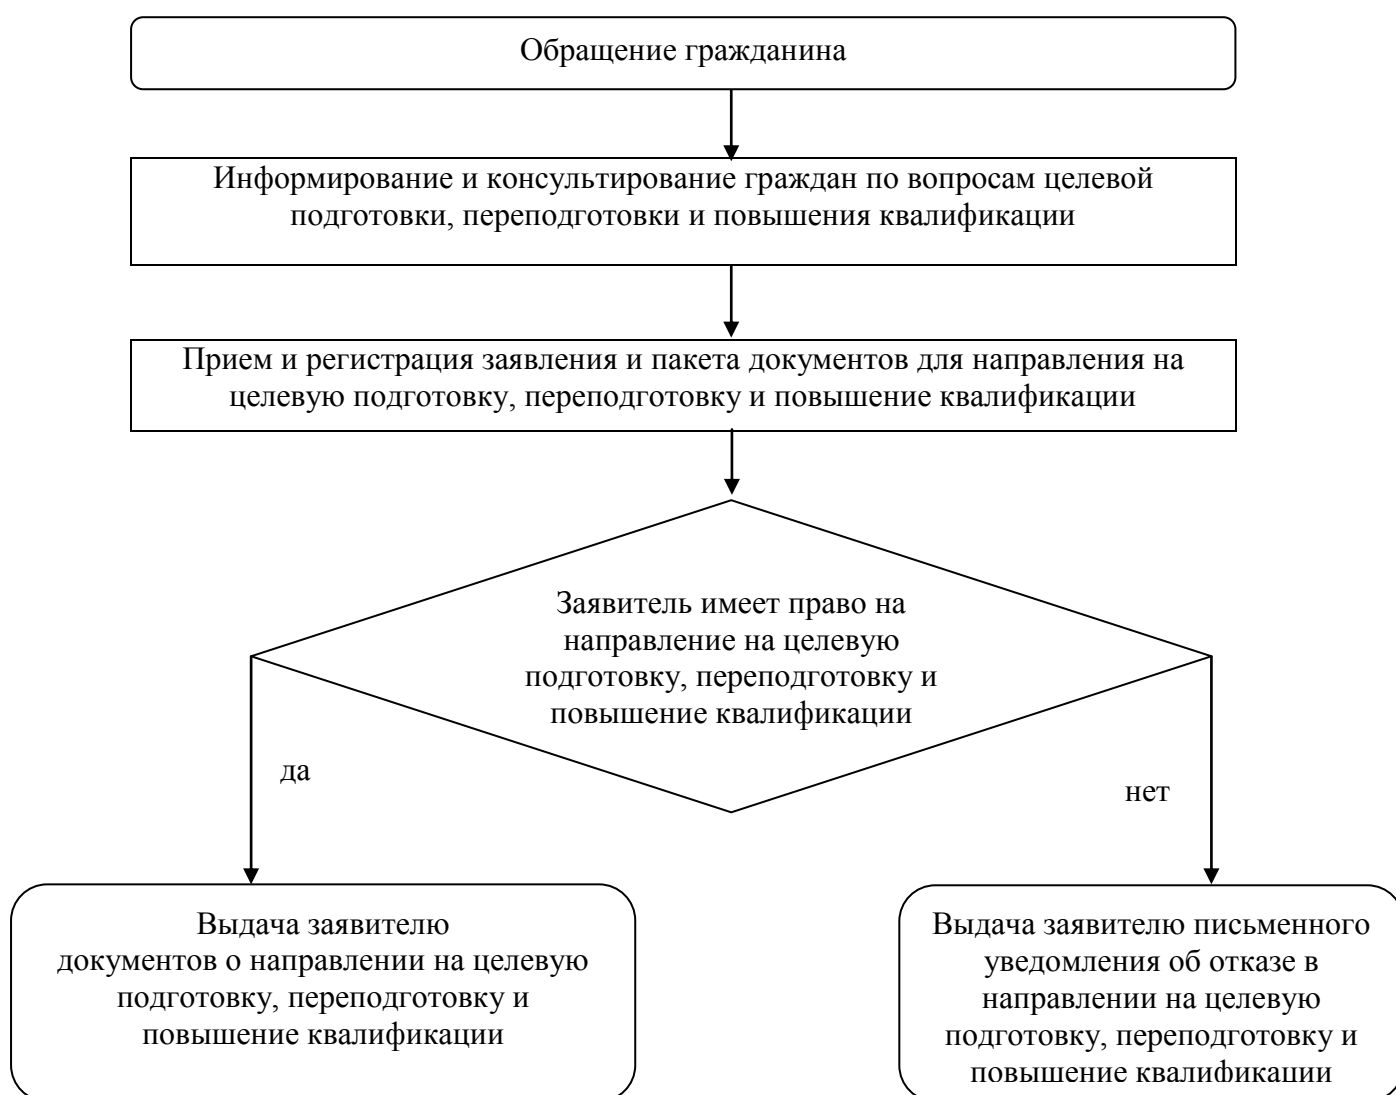 Обращение гражданина
Информирование и консультирование граждан по вопросам целевой
подготовки, переподготовки и повышения квалификации
Прием и регистрация заявления и пакета документов для направления на
целевую подготовку, переподготовку и повышение квалификации
Заявитель имеет право на
направление на целевую
подготовку, переподготовку и
повышение квалификации
да
нет
Выдача заявителю
документов о направлении на целевую
подготовку, переподготовку и
повышение квалификации
Выдача заявителю письменного
уведомления об отказе в
направлении на целевую
подготовку, переподготовку и
повышение квалификации